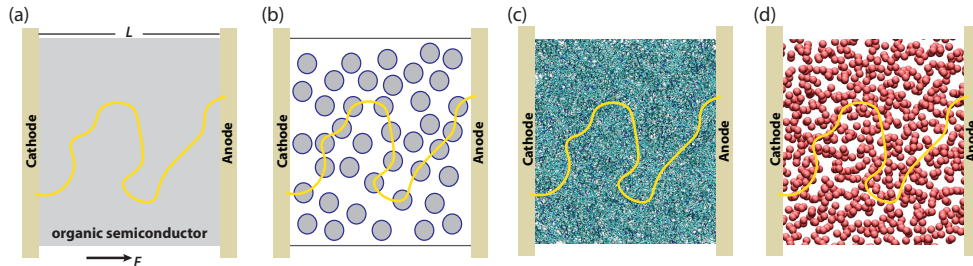 (a)
L
Cathode
Anode
organic semiconductor
F
(b)
Cathode
Anode
(c)
Cathode
Anode
(d)
Cathode
Anode